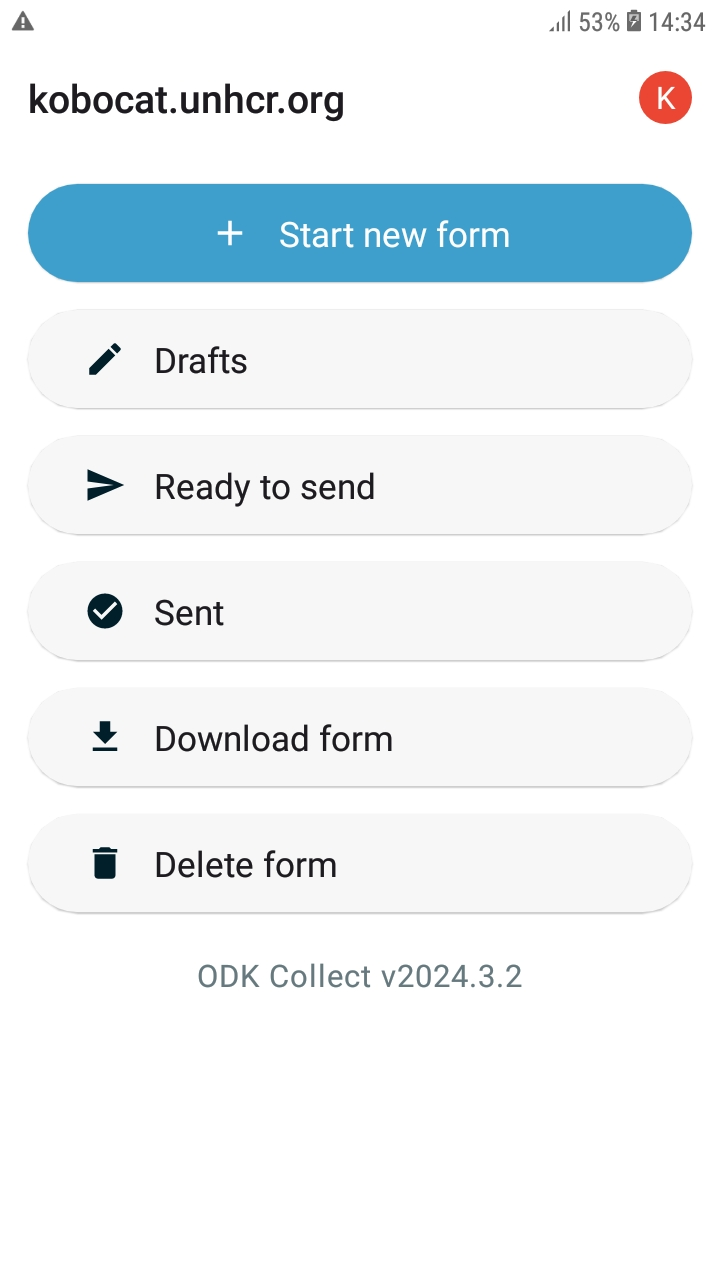 53% 14:34
kobocat.unhcr.org
K
+ Start new form
Drafts
Ready to send
Sent
Download form
Delete form
ODK Collect v2024.3.2